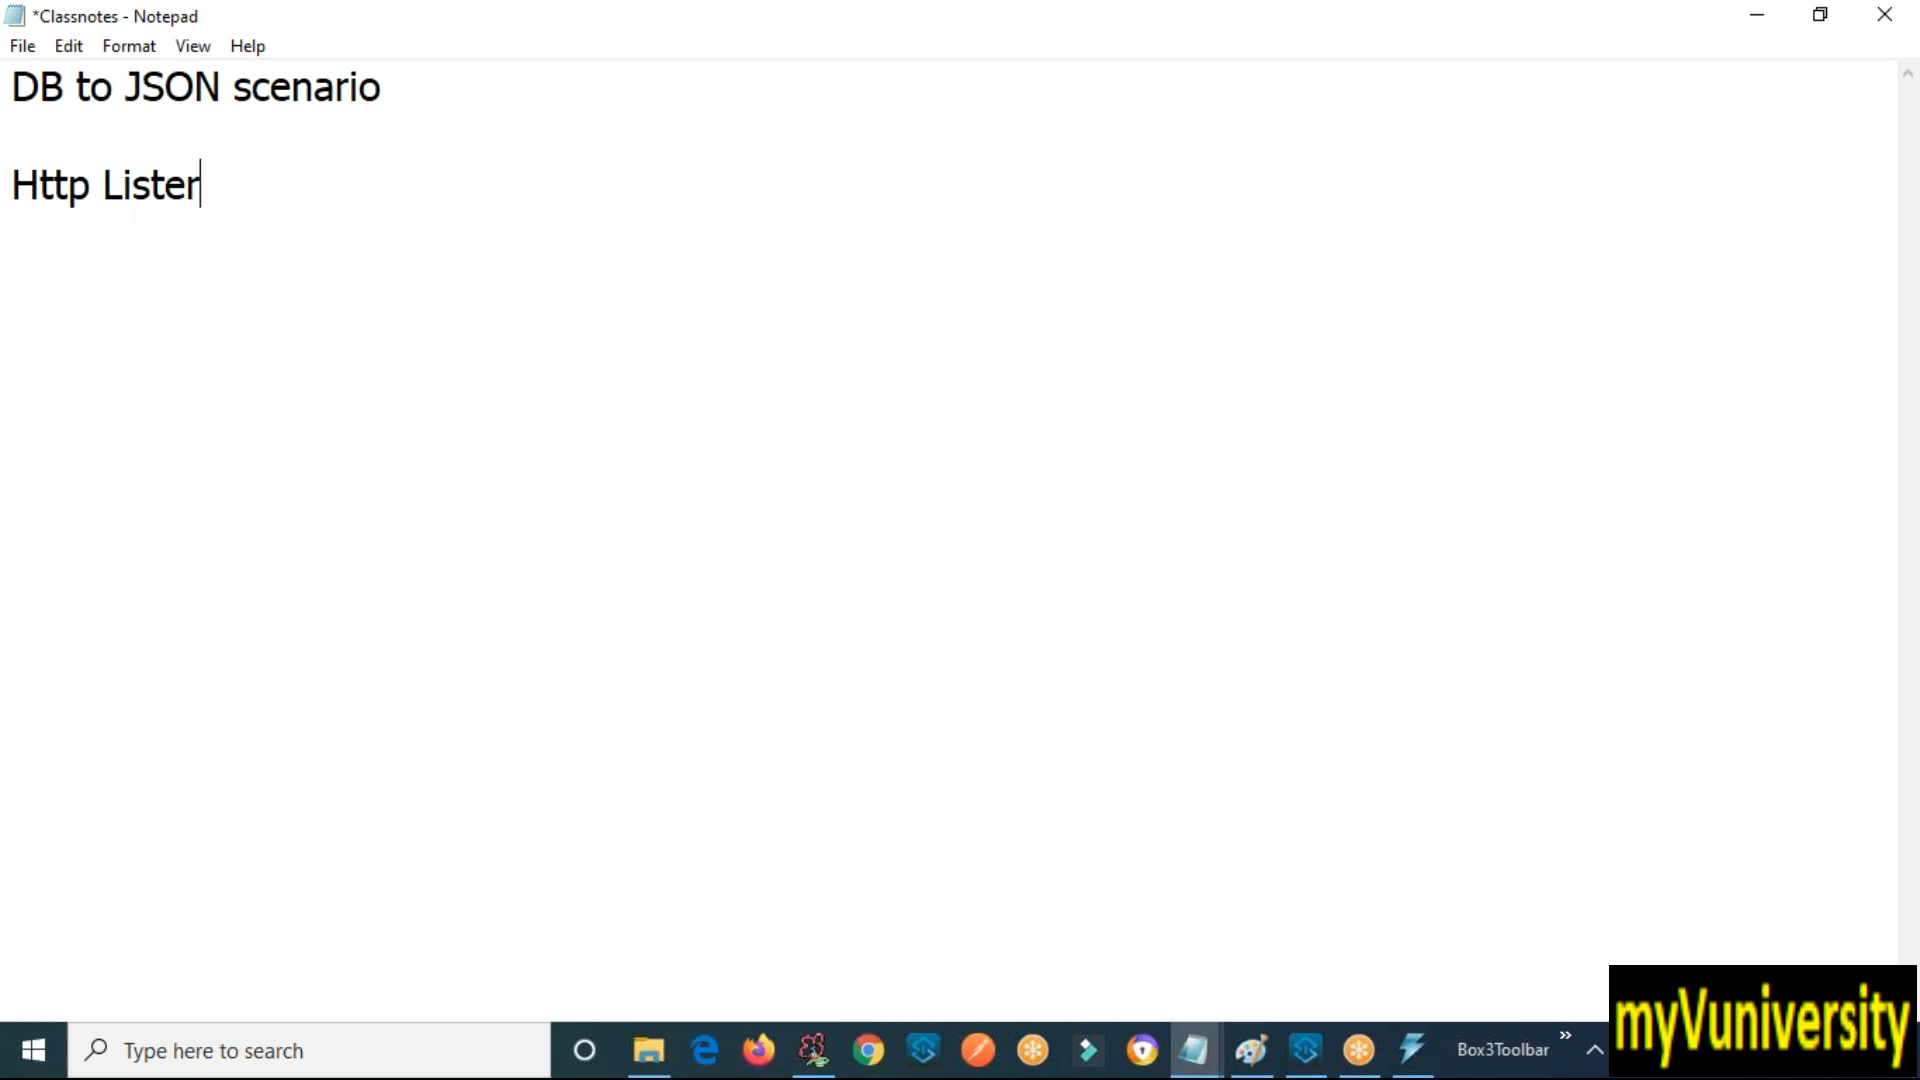 *Classnotes - Notepad
File Edit Format View Help
DB to JSON scenario
Http Lister
Type here to search
Box3Toolbar
myVuniversity